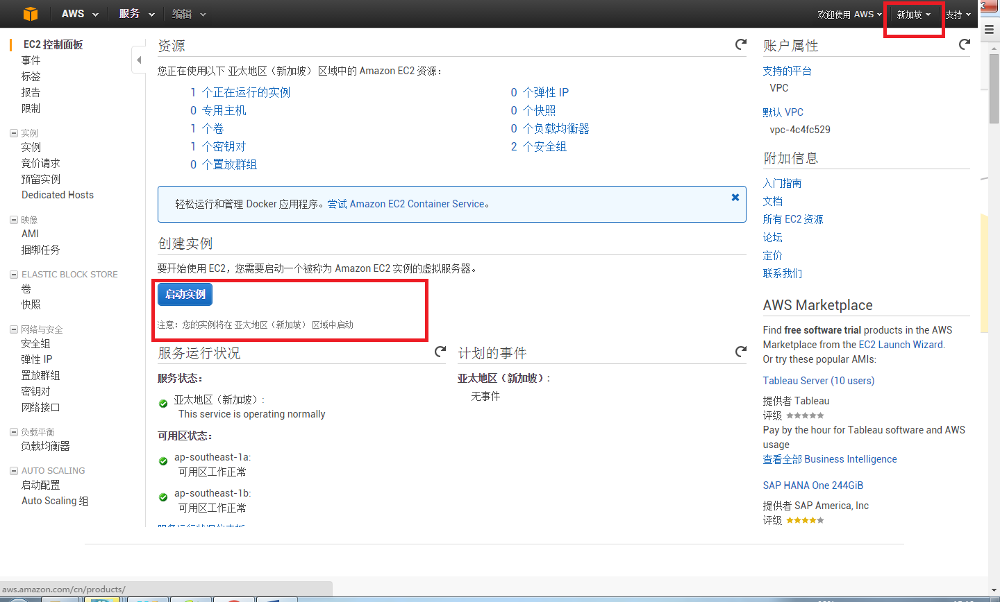 AWS 服务 编辑 欢迎使用 AWS 新加坡 支持
EC2 控制面板
事件
标签
报告
限制
实例
实例
竞价请求
预留实例
Dedicated Hosts
映像
AMI
捆绑任务
ELASTIC BLOCK STORE
卷
快照
网络与安全
安全组
弹性 IP
置放群组
密钥对
网络接口
负载平衡
负载均衡器
AUTO SCALING
启动配置
Auto Scaling 组
资源
您正在使用以下 亚太地区（新加坡） 区域中的 Amazon EC2 资源：
1 个正在运行的实例
0 专用主机
1 个卷
1 个密钥对
0 个置放群组
0 个弹性 IP
0 个快照
0 个负载均衡器
2 个安全组
轻松运行和管理 Docker 应用程序。尝试 Amazon EC2 Container Service。
创建实例
要开始使用 EC2，您需要启动一个被称为 Amazon EC2 实例的虚拟服务器。
启动实例
注意：您的实例将在 亚太地区（新加坡） 区域中启动
服务运行状况
服务状态：
亚太地区（新加坡）:
This service is operating normally
可用区状态：
ap-southeast-1a:
可用区工作正常
ap-southeast-1b:
可用区工作正常
计划的事件
亚太地区（新加坡）:
无事件
账户属性
支持的平台
VPC
默认 VPC
vpc-4c4fc529
附加信息
入门指南
文档
所有 EC2 资源
论坛
定价
联系我们
AWS Marketplace
Find free software trial products in the AWS
Marketplace from the EC2 Launch Wizard.
Or try these popular AMIs:
Tableau Server (10 users)
提供者 Tableau
评级
Pay by the hour for Tableau software and AWS
usage
查看全部 Business Intelligence
SAP HANA One 244GiB
提供者 SAP America, Inc
评级
aws.amazon.com/cn/products/